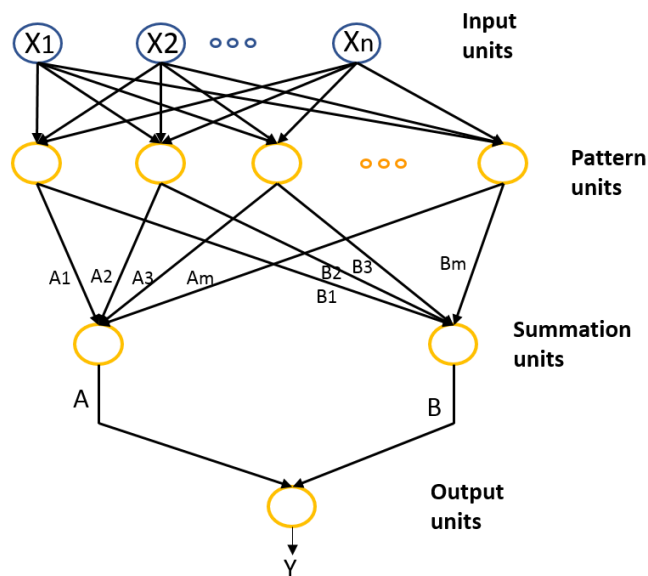 X1 X2 Xn
Input
units
Pattern
units
A1 A2 A3 Am B2 B3 Bm
B1
Summation
units
A B
Output
units
Y